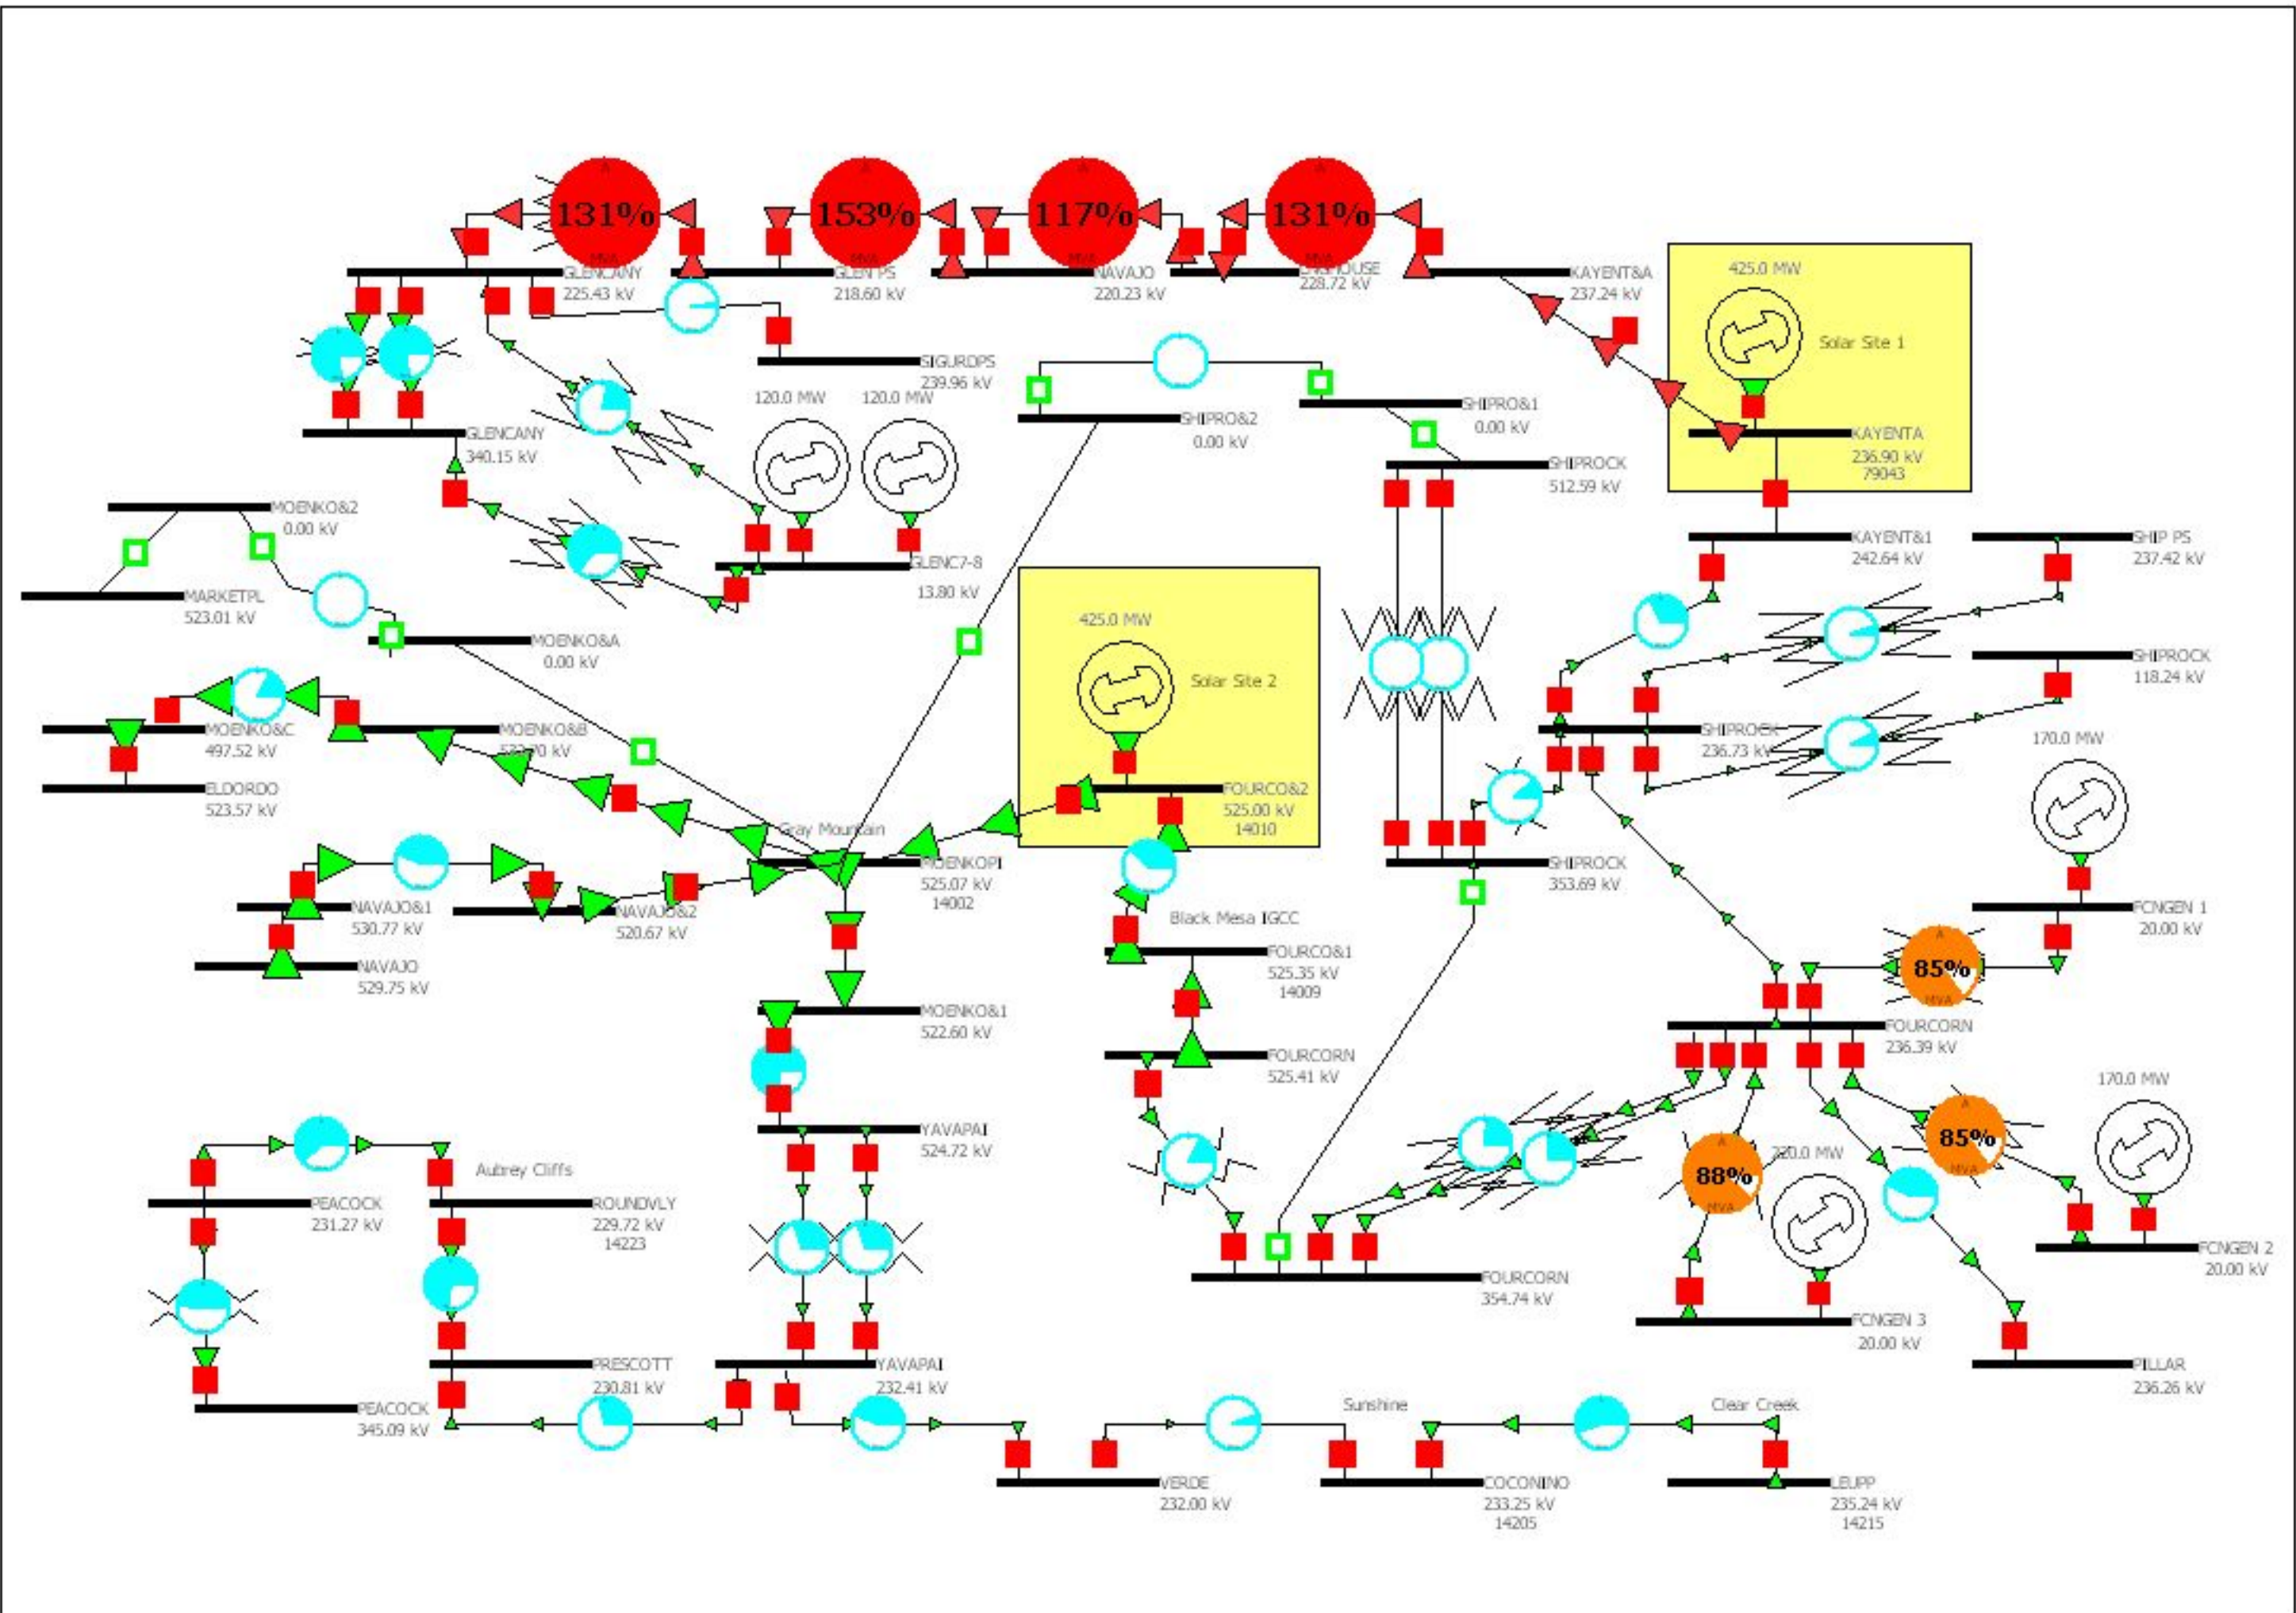 131%
MVA
153%
MVA
117%
MVA
131%
MVA
GLENCANY
225.43 kV
GLEN PS
218.60 kV
NAVAJO
220.23 kV
228.72 kV
KAYENT&A
237.24 kV
425.0 MW
Solar Site 1
KAYENTA
236.90 kV
79043
SIGURDPS
239.96 kV
120.0 MW
120.0 MW
SHIPRO&2
0.00 kV
SHIPRO&1
0.00 kV
GLENCANY
340.15 kV
SHIPROCK
512.59 kV
MOENKO&2
0.00 kV
KAYENT&1
242.64 kV
SHIP PS
237.42 kV
GLENC7-8
13.80 kV
MARKETPL
523.01 kV
MOENKO&A
0.00 kV
425.0 MW
Solar Site 2
SHIPROCK
118.24 kV
MOENKO&C
497.52 kV
MOENKO&B
SHIPROCK
236.73 kV
170.0 MW
ELDORDO
523.57 kV
FOURCO&2
525.00 kV
14010
Gray Mountain
MOENKOPI
525.07 kV
14002
SHIPROCK
353.69 kV
NAVAJO&1
530.77 kV
NAVAJO&2
520.67 kV
Black Mesa IGCC
FCNGEN 1
20.00 kV
NAVAJO
529.75 kV
FOURCO&1
525.35 kV
14009
85%
MVA
MOENKO&1
522.60 kV
FOURCORN
236.39 kV
FOURCORN
525.41 kV
170.0 MW
YAVAPAI
524.72 kV
85%
MVA
220.0 MW
88%
MVA
Aubrey Cliffs
PEACOCK
231.27 kV
ROUNDVLY
229.72 kV
14223
FCNGEN 2
20.00 kV
FOURCORN
354.74 kV
FCNGEN 3
20.00 kV
PRESCOTT
230.81 kV
YAVAPAI
232.41 kV
PILLAR
236.26 kV
PEACOCK
345.09 kV
Sunshine
Clear Creek
VERDE
232.00 kV
COCONINO
233.25 kV
14205
LEUPP
235.24 kV
14215